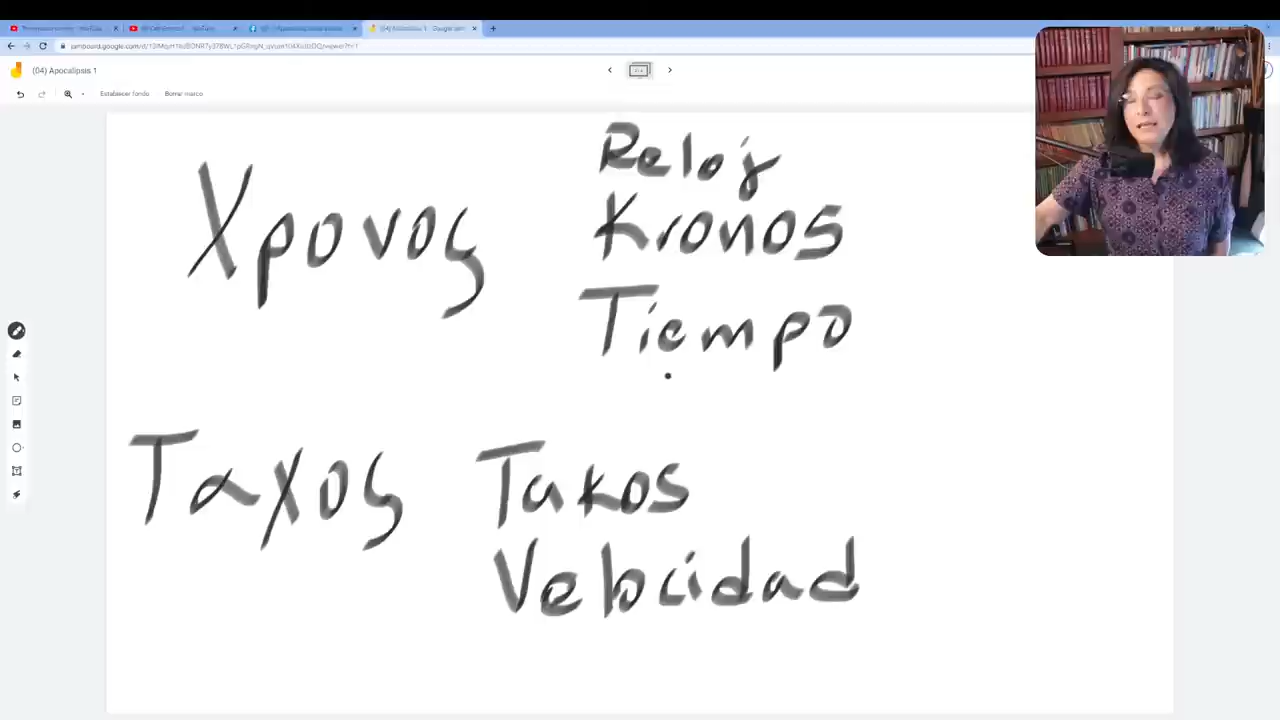 (04) Apocalipsis 1
Establecer fondo Borrar marco
Χρονος
Reloj
Kronos
Tiempo
Ταχος
Takos
Velocidad